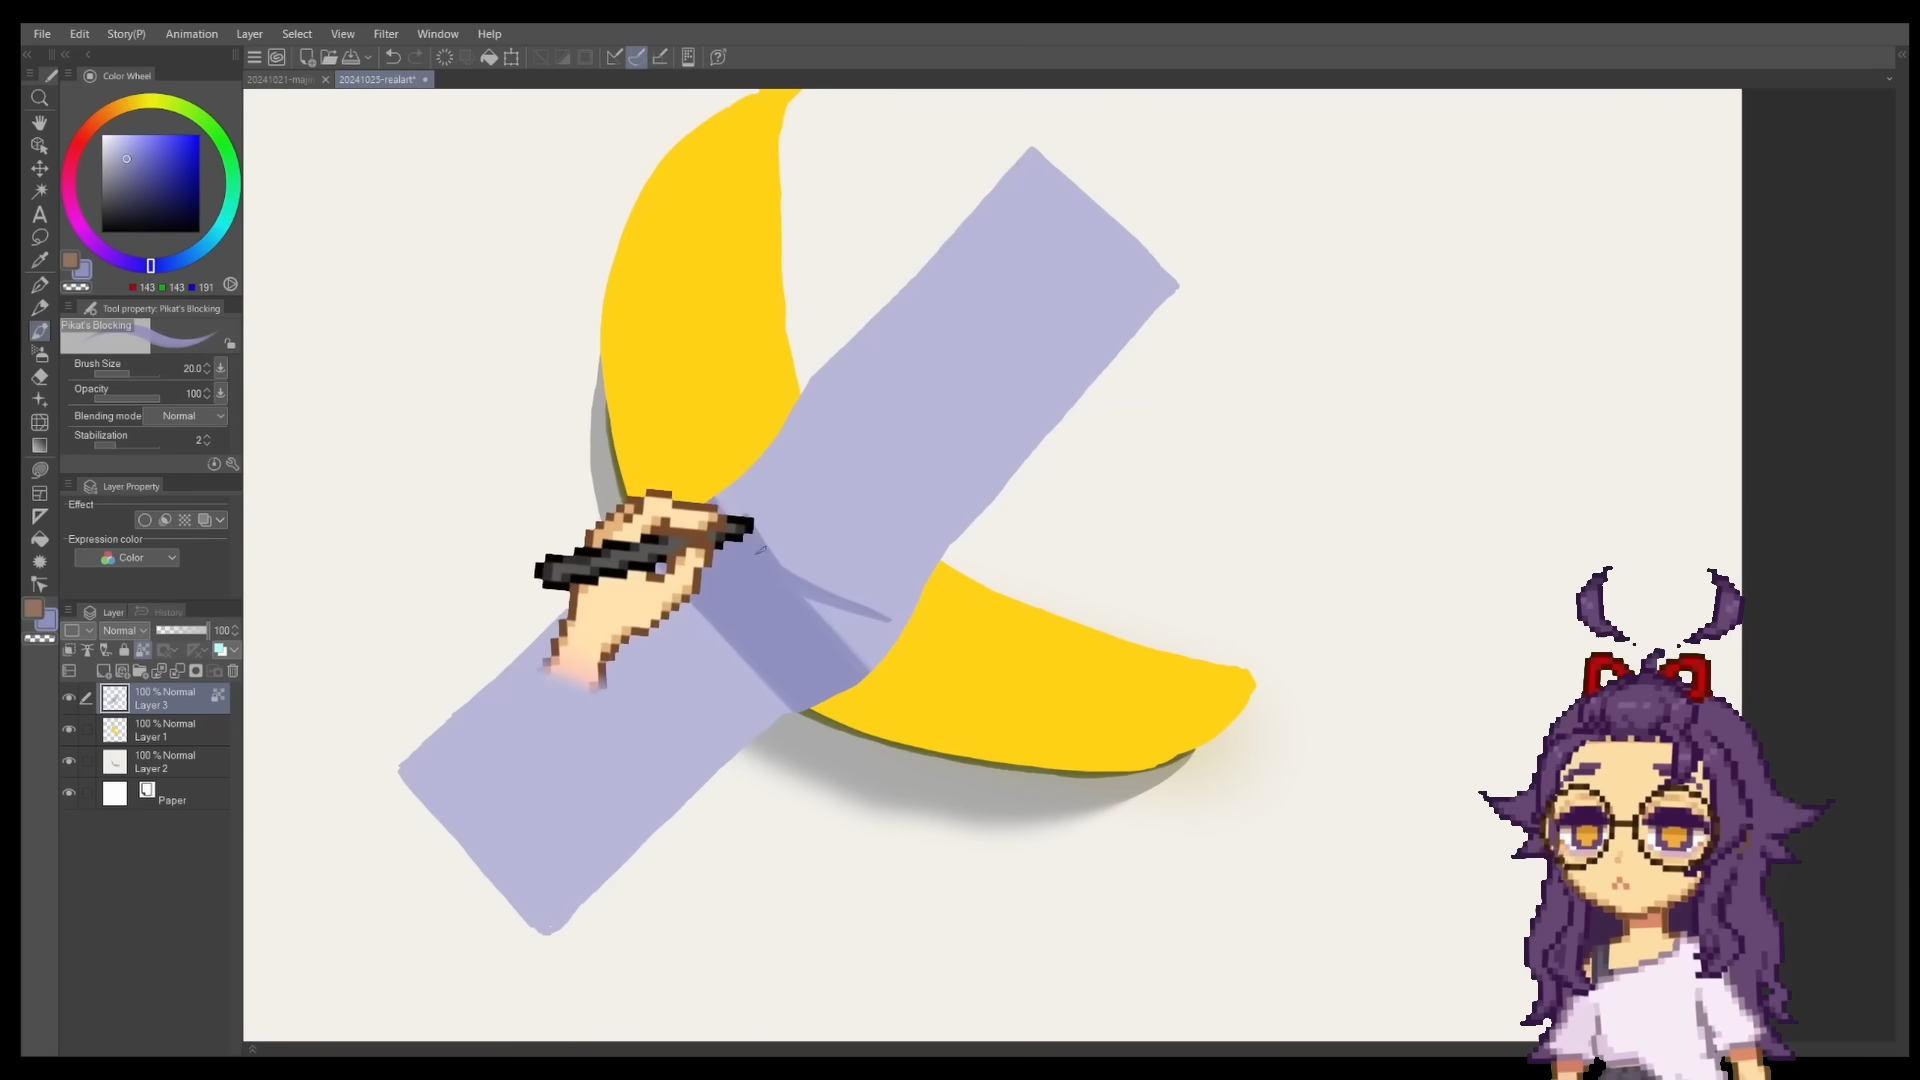 File Edit Story(P) Animation Layer Select View Filter Window Help
Color Wheel
20241021-maji
20241025-realart*
143 143 191
Tool property: Pikat's Blocking
Pikat's Blocking
Brush Size 20.0
Opacity 100
Blending mode Normal
Stabilization 2
Layer Property
Effect
Expression color
Color
Layer History
Normal 100
100 % Normal
Layer 3
100 % Normal
Layer 1
100 % Normal
Layer 2
Paper